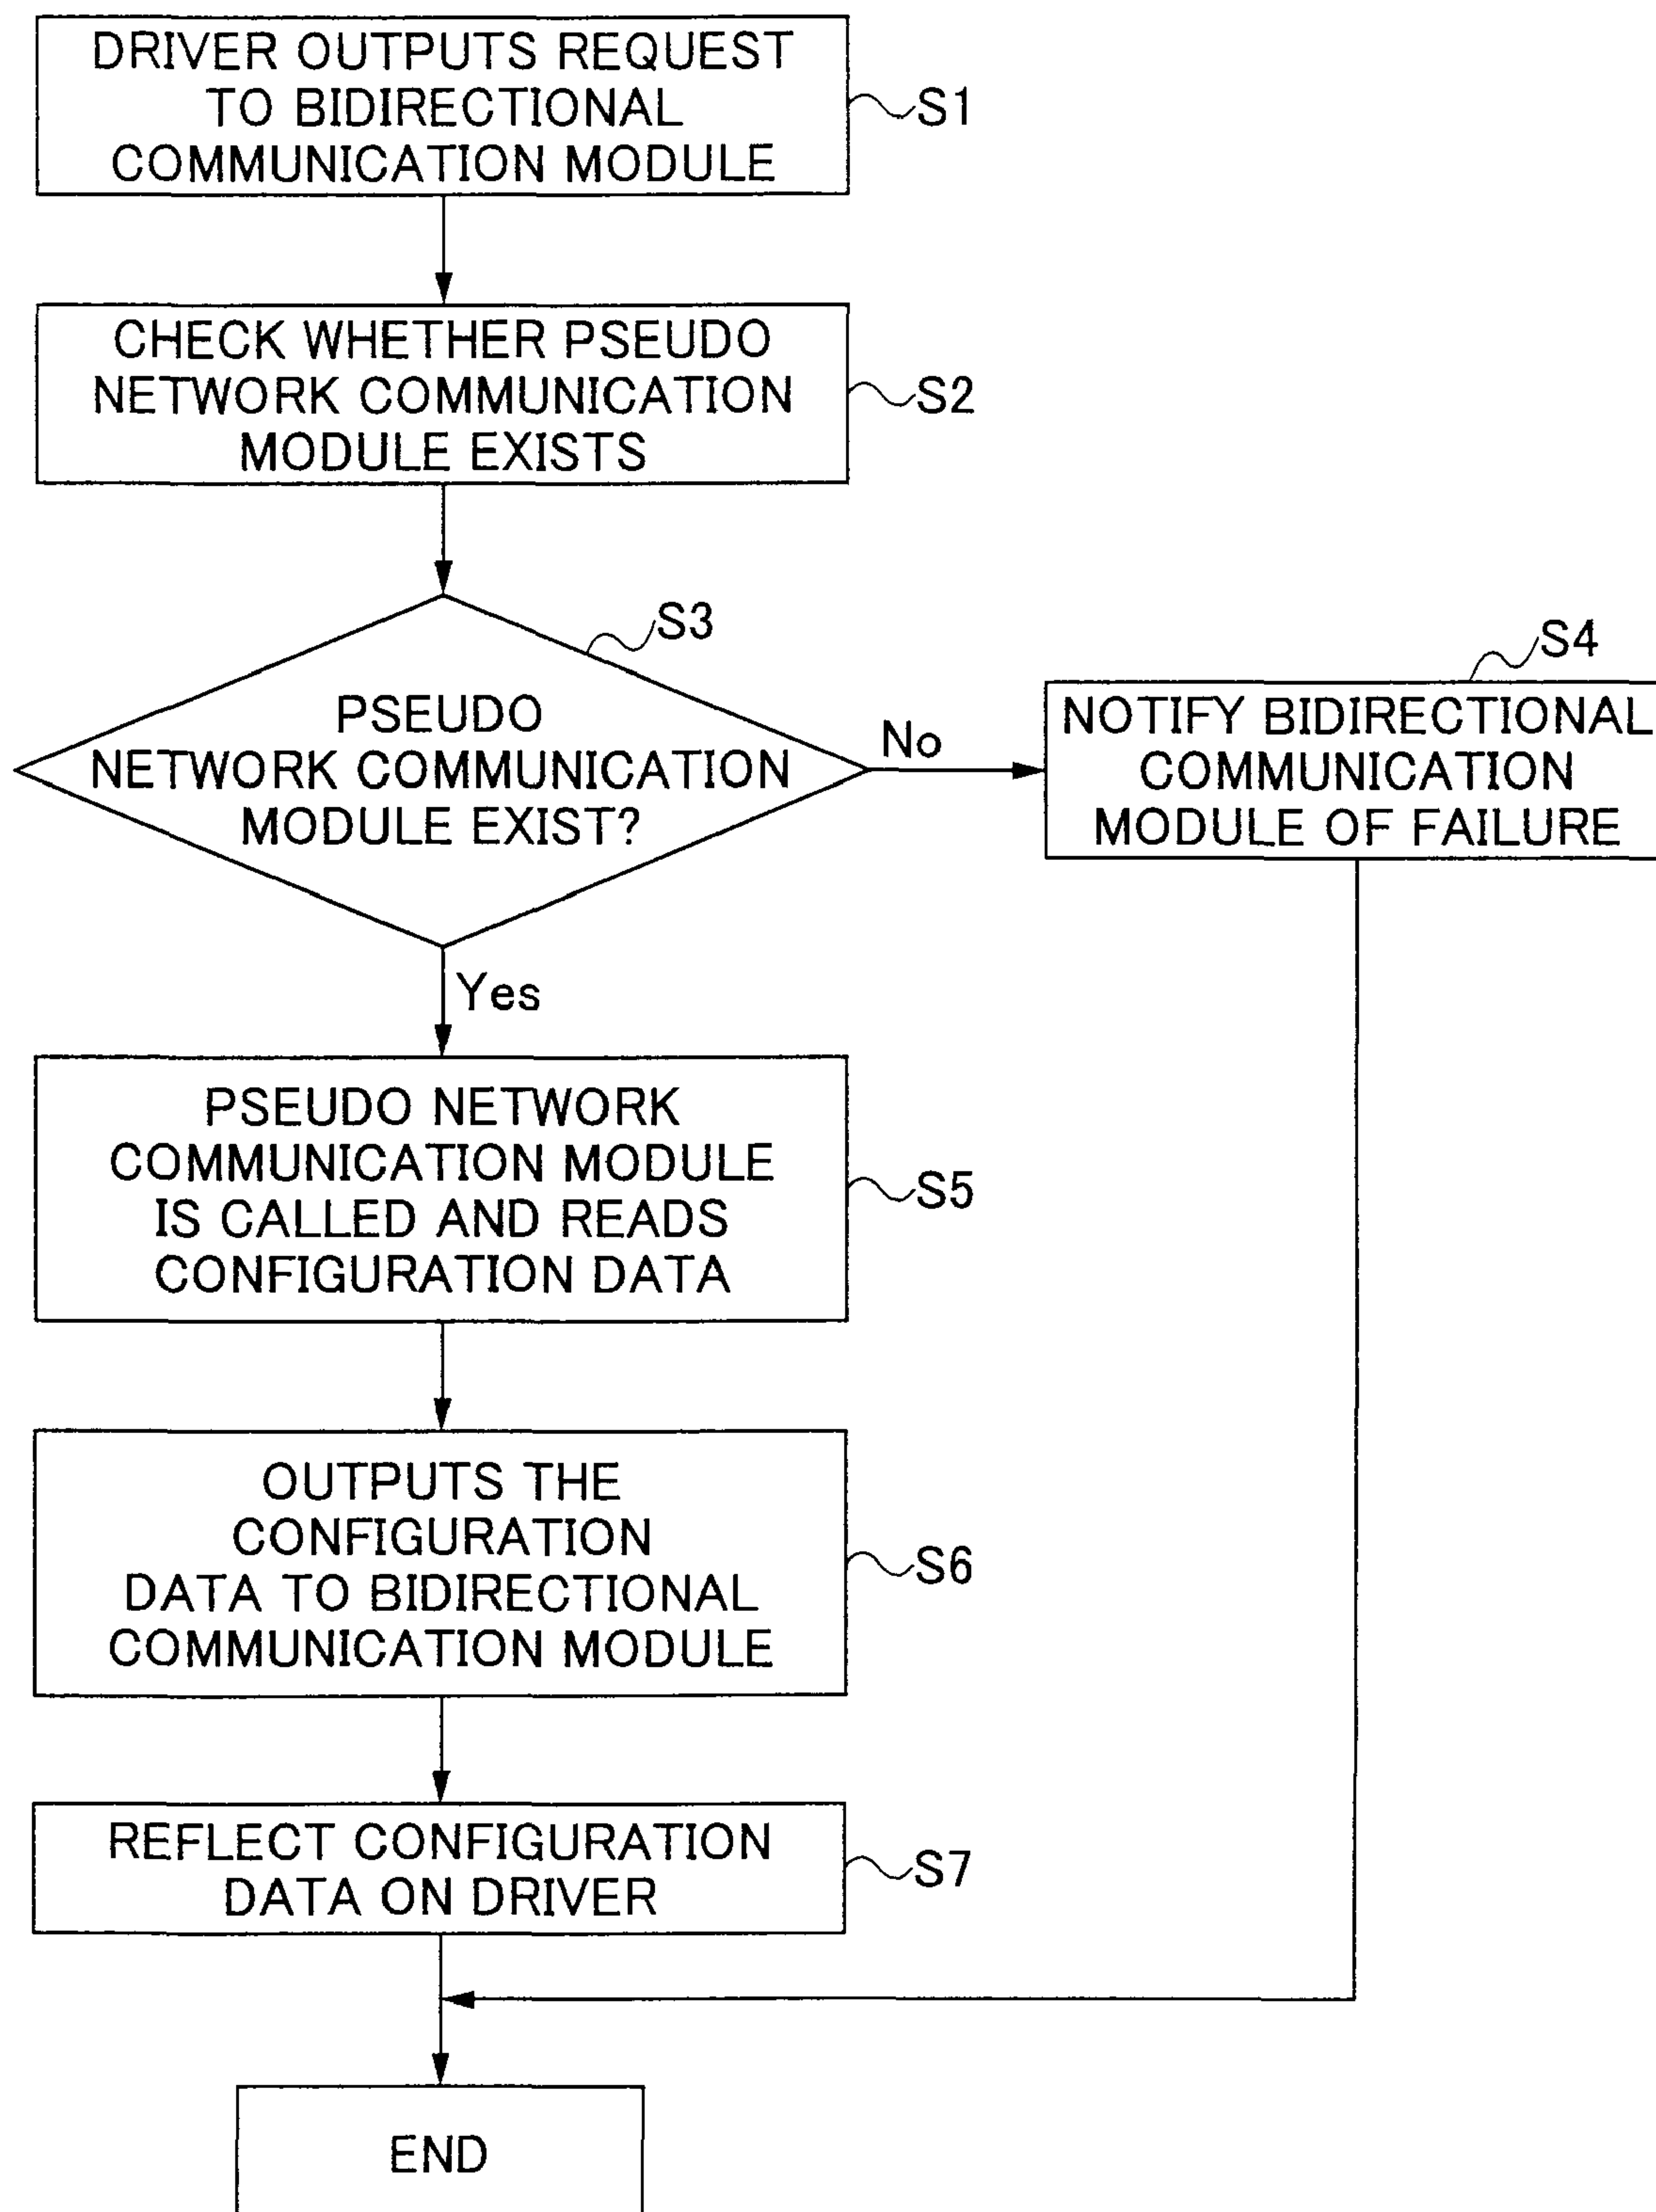 DRIVER OUTPUTS REQUEST
TO BIDIRECTIONAL
COMMUNICATION MODULE
S1
CHECK WHETHER PSEUDO
NETWORK COMMUNICATION
MODULE EXISTS
S2
S3
PSEUDO
NETWORK COMMUNICATION
MODULE EXIST?
No
S4
NOTIFY BIDIRECTIONAL
COMMUNICATION
MODULE OF FAILURE
Yes
PSEUDO NETWORK
COMMUNICATION MODULE
IS CALLED AND READS
CONFIGURATION DATA
S5
OUTPUTS THE
CONFIGURATION
DATA TO BIDIRECTIONAL
COMMUNICATION MODULE
S6
REFLECT CONFIGURATION
DATA ON DRIVER
S7
END